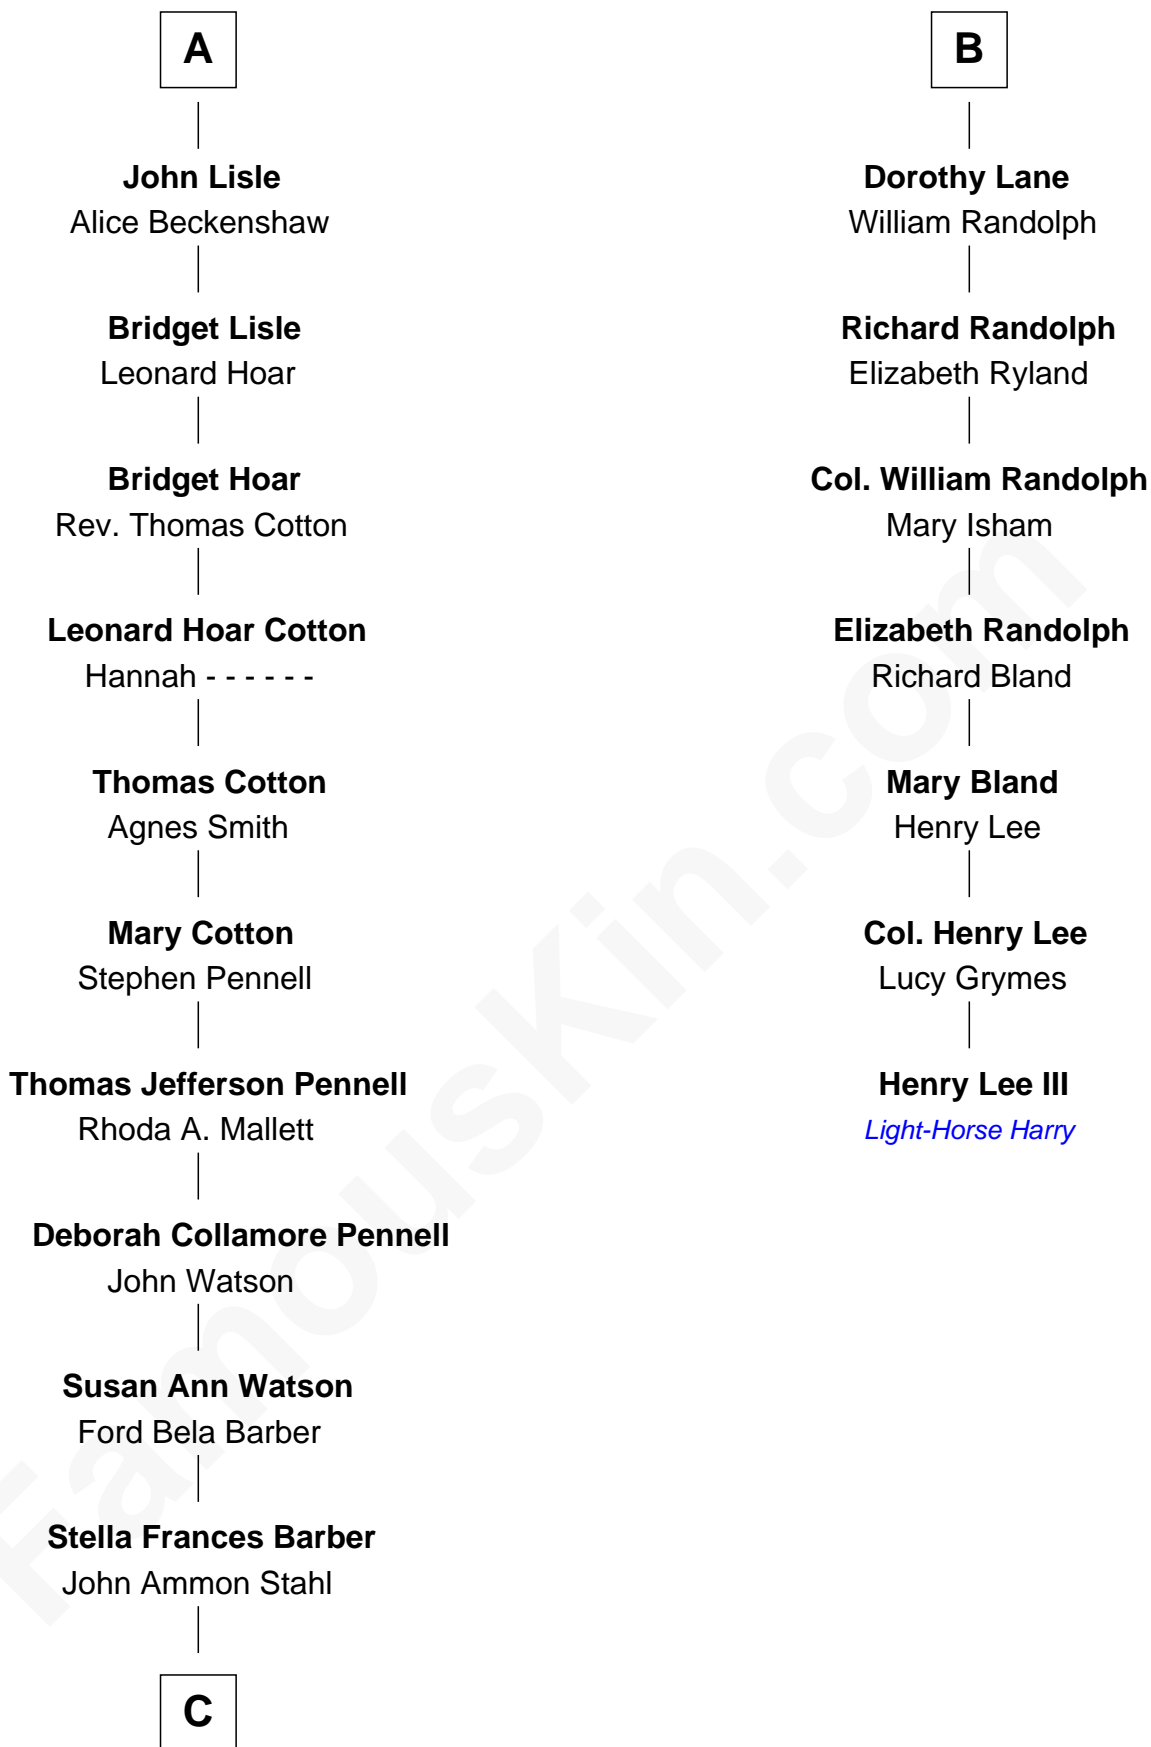 A
John Lisle
Alice Beckenshaw
Bridget Lisle
Leonard Hoar
Bridget Hoar
Rev. Thomas Cotton
Leonard Hoar Cotton
Hannah - - - - - -
Thomas Cotton
Agnes Smith
Mary Cotton
Stephen Pennell
Thomas Jefferson Pennell
Rhoda A. Mallett
Deborah Collamore Pennell
John Watson
Susan Ann Watson
Ford Bela Barber
Stella Frances Barber
John Ammon Stahl
C
B
Dorothy Lane
William Randolph
Richard Randolph
Elizabeth Ryland
Col. William Randolph
Mary Isham
Elizabeth Randolph
Richard Bland
Mary Bland
Henry Lee
Col. Henry Lee
Lucy Grymes
Henry Lee III
Light-Horse Harry
FamousKin.com